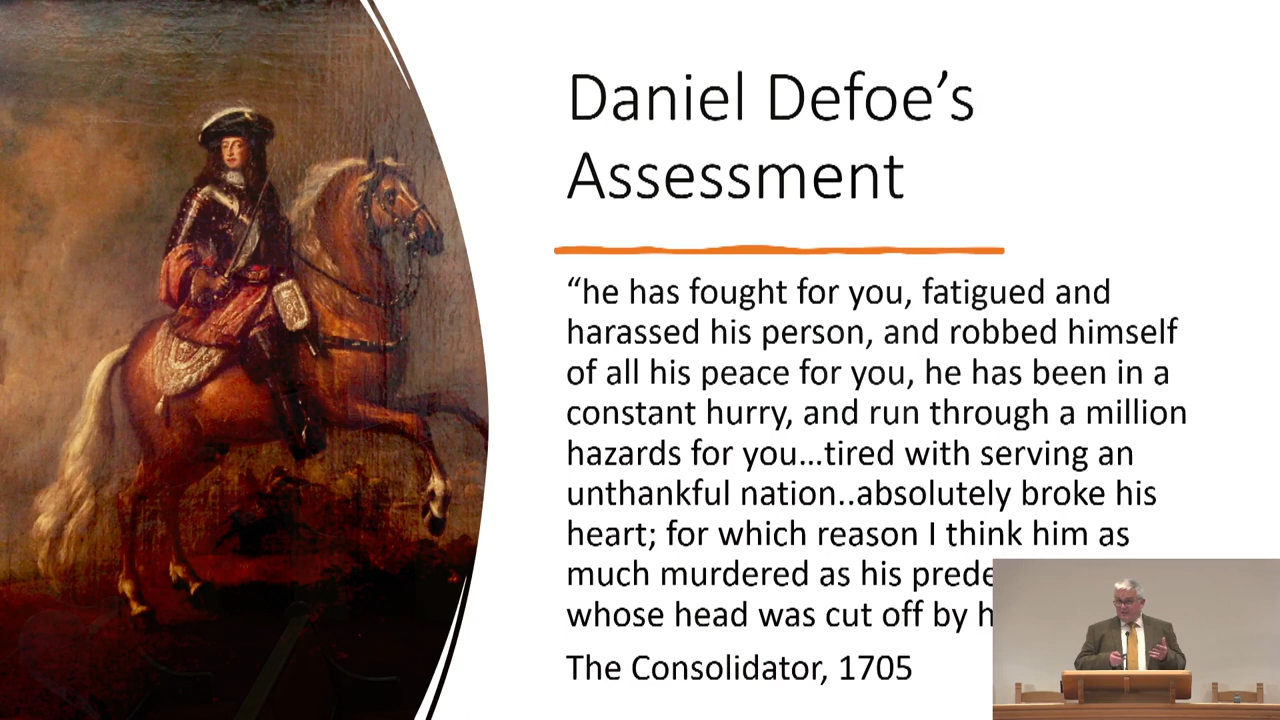 Daniel Defoe’s
Assessment
“he has fought for you, fatigued and
harassed his person, and robbed himself
of all his peace for you, he has been in a
constant hurry, and run through a million
hazards for you…tired with serving an
unthankful nation..absolutely broke his
heart; for which reason I think him as
much murdered as his
whose head was cut off by
The Consolidator, 1705